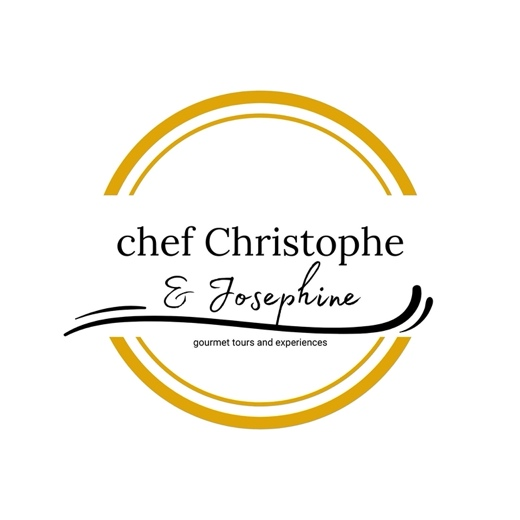 chef Christophe
& Josephine
gourmet tours and experiences